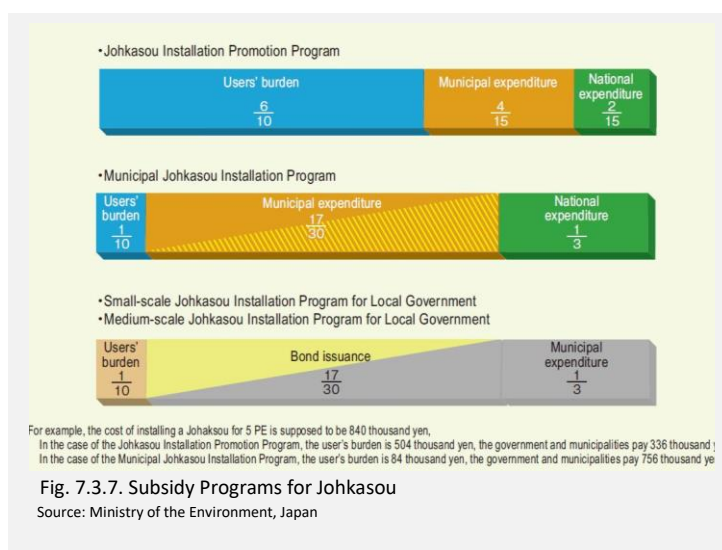 •Johkasou Installation Promotion Program
Users' burden
6
10
Municipal expenditure
4
15
National
expenditure
2
15
•Municipal Johkasou Installation Program
Users'
burden
1
10
Municipal expenditure
17
30
National
expenditure
1
3
•Small-scale Johkasou Installation Program for Local Government
•Medium-scale Johkasou Installation Program for Local Government
Users'
burden
1
10
Bond issuance
17
30
Municipal
expenditure
1
3
For example, the cost of installing a Johaksou for 5 PE is supposed to be 840 thousand yen,
In the case of the Johkasou Installation Promotion Program, the user's burden is 504 thousand yen, the government and municipalities pay 336 thousand
In the case of the Municipal Johkasou Installation Program, the user's burden is 84 thousand yen, the government and municipalities pay 756 thousand ye
Fig. 7.3.7. Subsidy Programs for Johkasou
Source: Ministry of the Environment, Japan